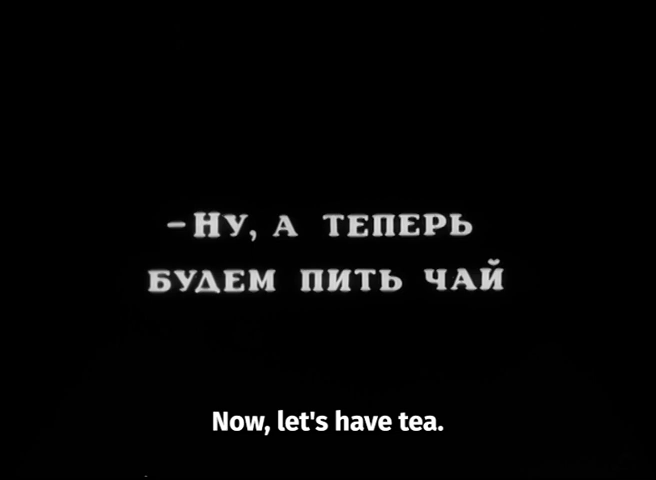 -Ну, а теперь
будем пить чай
Now, let's have tea.